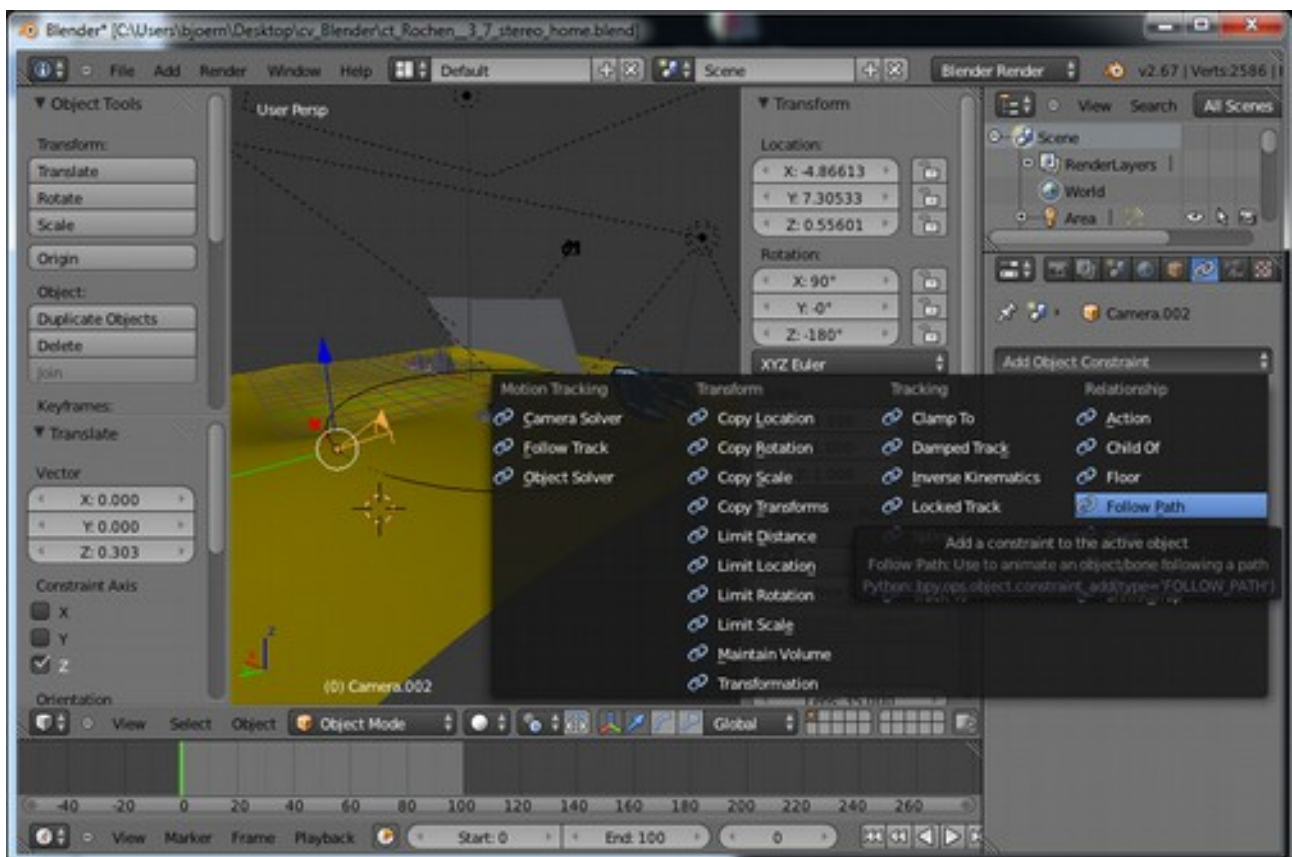 Blender* [C:\Users\bjoern\Desktop\cv_Blender\ct_Rochen__3_7_stereo_home.blend]
File Add Render Window Help Default Scene Blender Render v2.67 | Verts:2586 |
Object Tools
Transform:
Translate
Rotate
Scale
Origin
Object:
Duplicate Objects
Delete
Join
Keyframes:
Translate
Vector
X: 0.000
Y: 0.000
Z: 0.303
Constraint Axis
X
Y
Z
Orientation
User Persp
(0) Camera.002
Transform
Location:
X: -4.86613
Y: 7.30533
Z: 0.55601
Rotation:
X: 90°
Y: -0°
Z: -180°
XYZ Euler
View Search All Scenes
Scene
RenderLayers |
World
Area |
Camera.002
Add Object Constraint
Motion Tracking
Camera Solver
Follow Track
Object Solver
Transform
Copy Location
Copy Rotation
Copy Scale
Copy Transforms
Limit Distance
Limit Location
Limit Rotation
Limit Scale
Maintain Volume
Transformation
Tracking
Clamp To
Damped Track
Inverse Kinematics
Locked Track
Relationship
Action
Child Of
Floor
Follow Path
Add a constraint to the active object
Follow Path: Use to animate an object/bone following a path
Python: bpy.ops.object.constraint_add(type='FOLLOW_PATH')
View Select Object Object Mode Global
-40 -20 0 20 40 60 80 100 120 140 160 180 200 220 240 260
View Marker Frame Playback Start: 0 End: 100 0